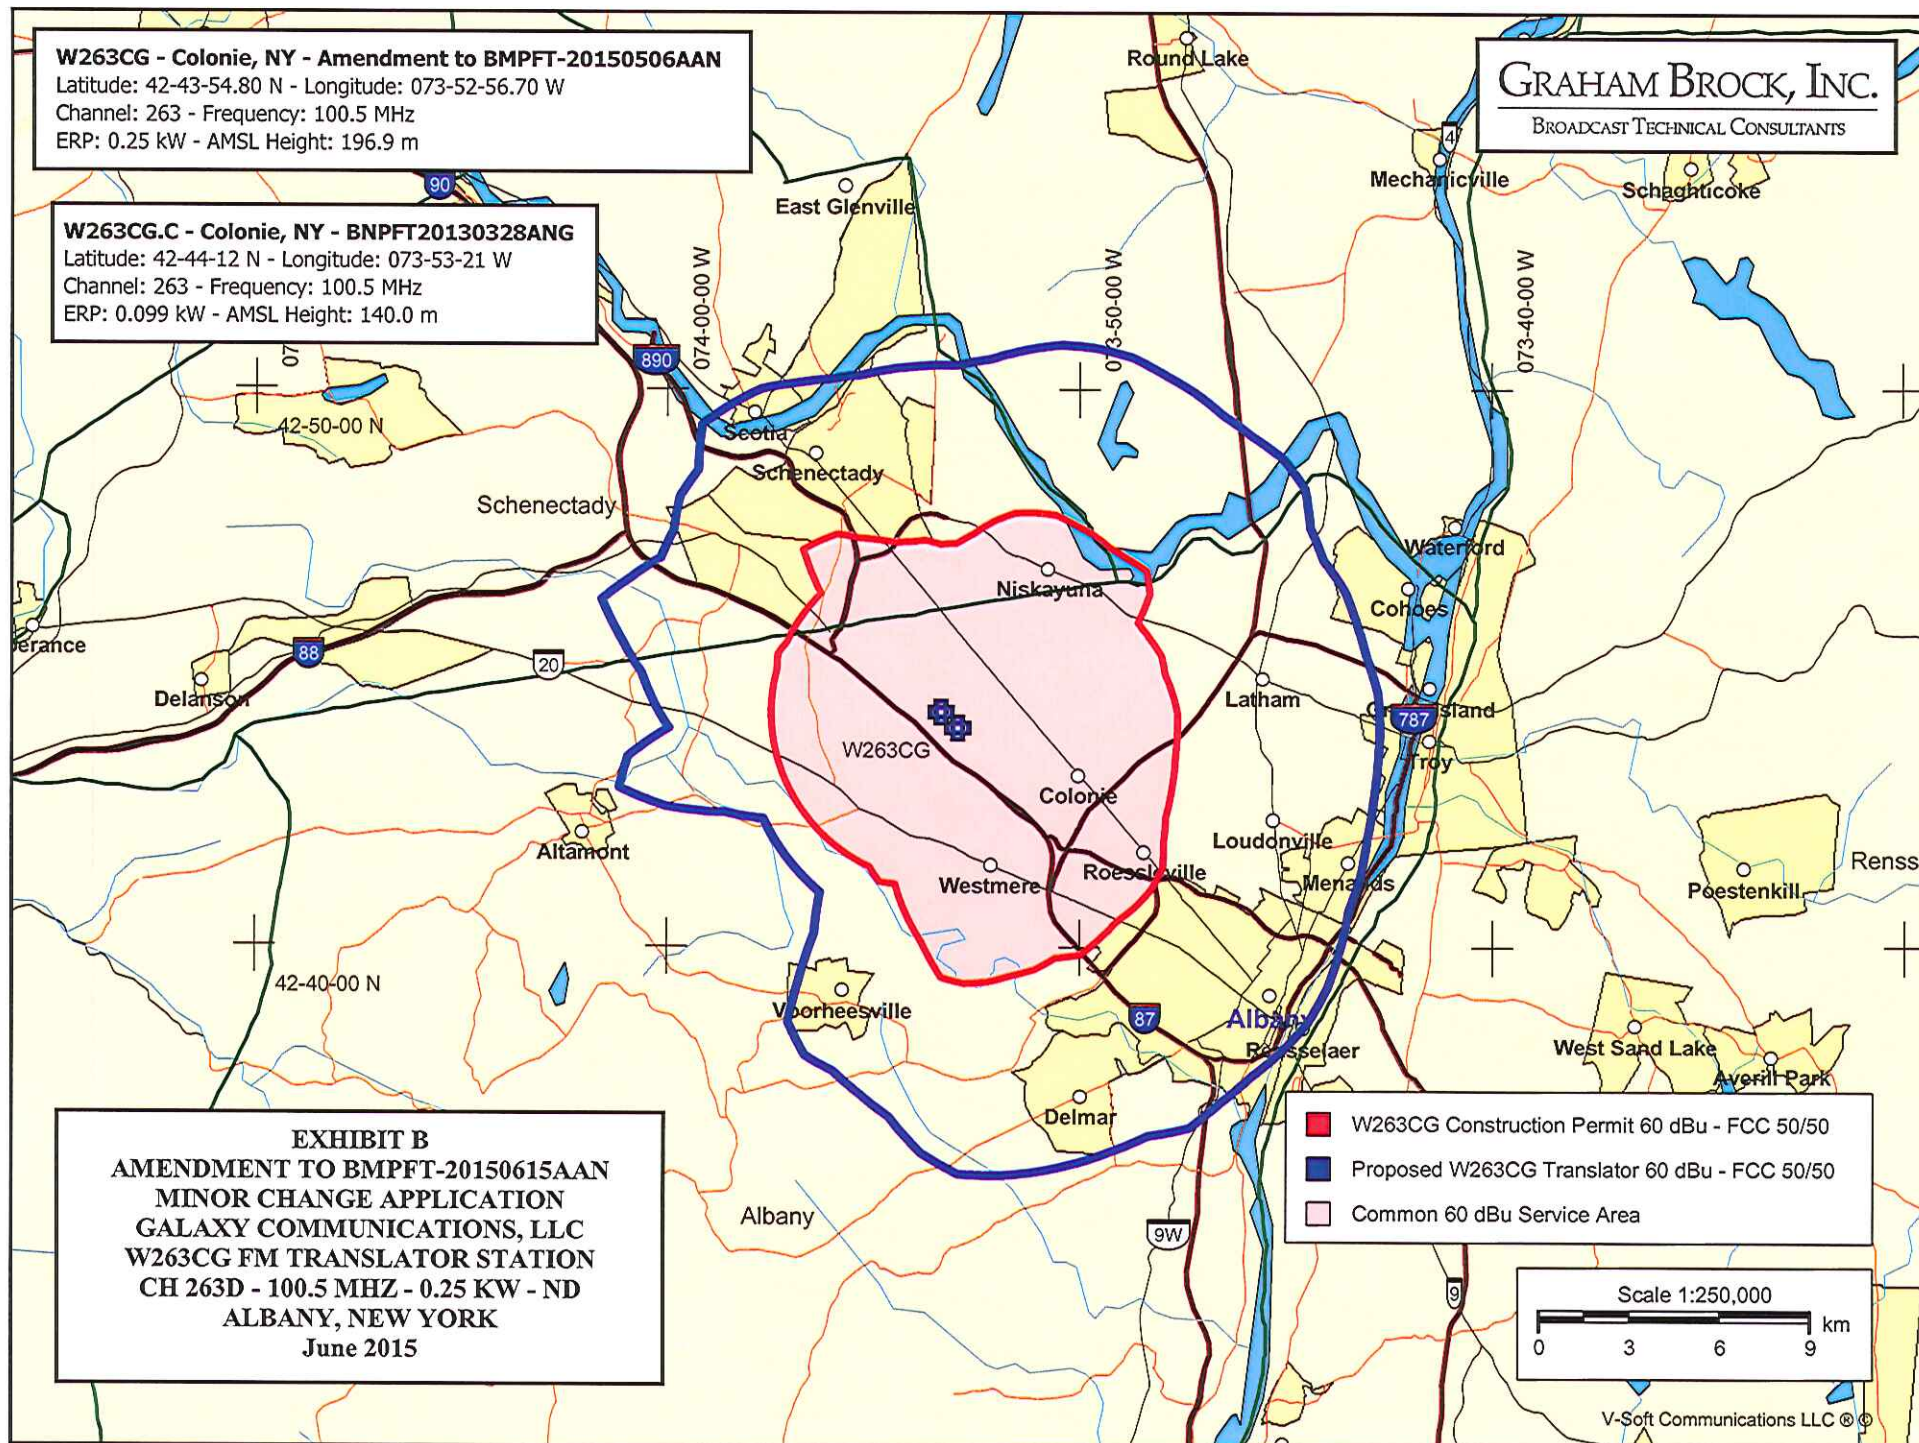 W263CG - Colonie, NY - Amendment to BMPFT-20150506AAN
Latitude: 42-43-54.80 N - Longitude: 073-52-56.70 W
Channel: 263 - Frequency: 100.5 MHz
ERP: 0.25 kW - AMSL Height: 196.9 m
W263CG.C - Colonie, NY - BNPFT20130328ANG
Latitude: 42-44-12 N - Longitude: 073-53-21 W
Channel: 263 - Frequency: 100.5 MHz
ERP: 0.099 kW - AMSL Height: 140.0 m
GRAHAM BROCK, INC.
BROADCAST TECHNICAL CONSULTANTS
Round Lake
4
Mechanicville
Schaghticoke
90
East Glenville
074-00-00 W
073-50-00 W
073-40-00 W
07
890
42-50-00 N
Scotia
Schenectady
Schenectady
Waterford
Niskayuna
Cohoes
erance
88
20
Delanson
Latham
787
Troy
W263CG
Colonie
Loudonville
Altamont
Westmere
Roessleville
Menands
Poestenkill
Renss
42-40-00 N
Voorheesville
87
Albany
Rensselaer
West Sand Lake
Averill Park
Delmar
Albany
9W
9
EXHIBIT B
AMENDMENT TO BMPFT-20150615AAN
MINOR CHANGE APPLICATION
GALAXY COMMUNICATIONS, LLC
W263CG FM TRANSLATOR STATION
CH 263D - 100.5 MHZ - 0.25 KW - ND
ALBANY, NEW YORK
June 2015
W263CG Construction Permit 60 dBu - FCC 50/50
Proposed W263CG Translator 60 dBu - FCC 50/50
Common 60 dBu Service Area
Scale 1:250,000
km
0 3 6 9
V-Soft Communications LLC ® ©